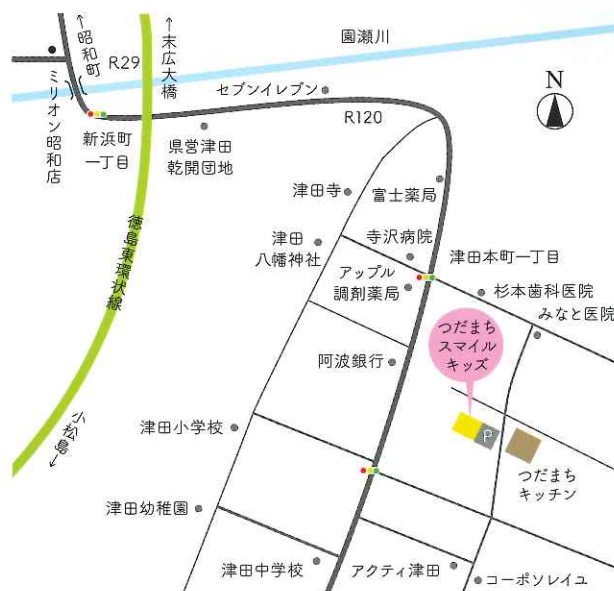 ←昭和町
R29
→末広大橋
園瀬川
ミリオン昭和店
セブンイレブン
R120
N
新浜町
一丁目
県営津田
乾開団地
津田寺
富士薬局
徳島東環状線
津田
八幡神社
寺沢病院
津田本町一丁目
アップル
調剤薬局
杉本歯科医院
みなと医院
つだまち
スマイル
キッズ
阿波銀行
津田小学校
P
小松島→
つだまち
キッチン
津田幼稚園
津田中学校
アクティ津田
コーポソレイユ